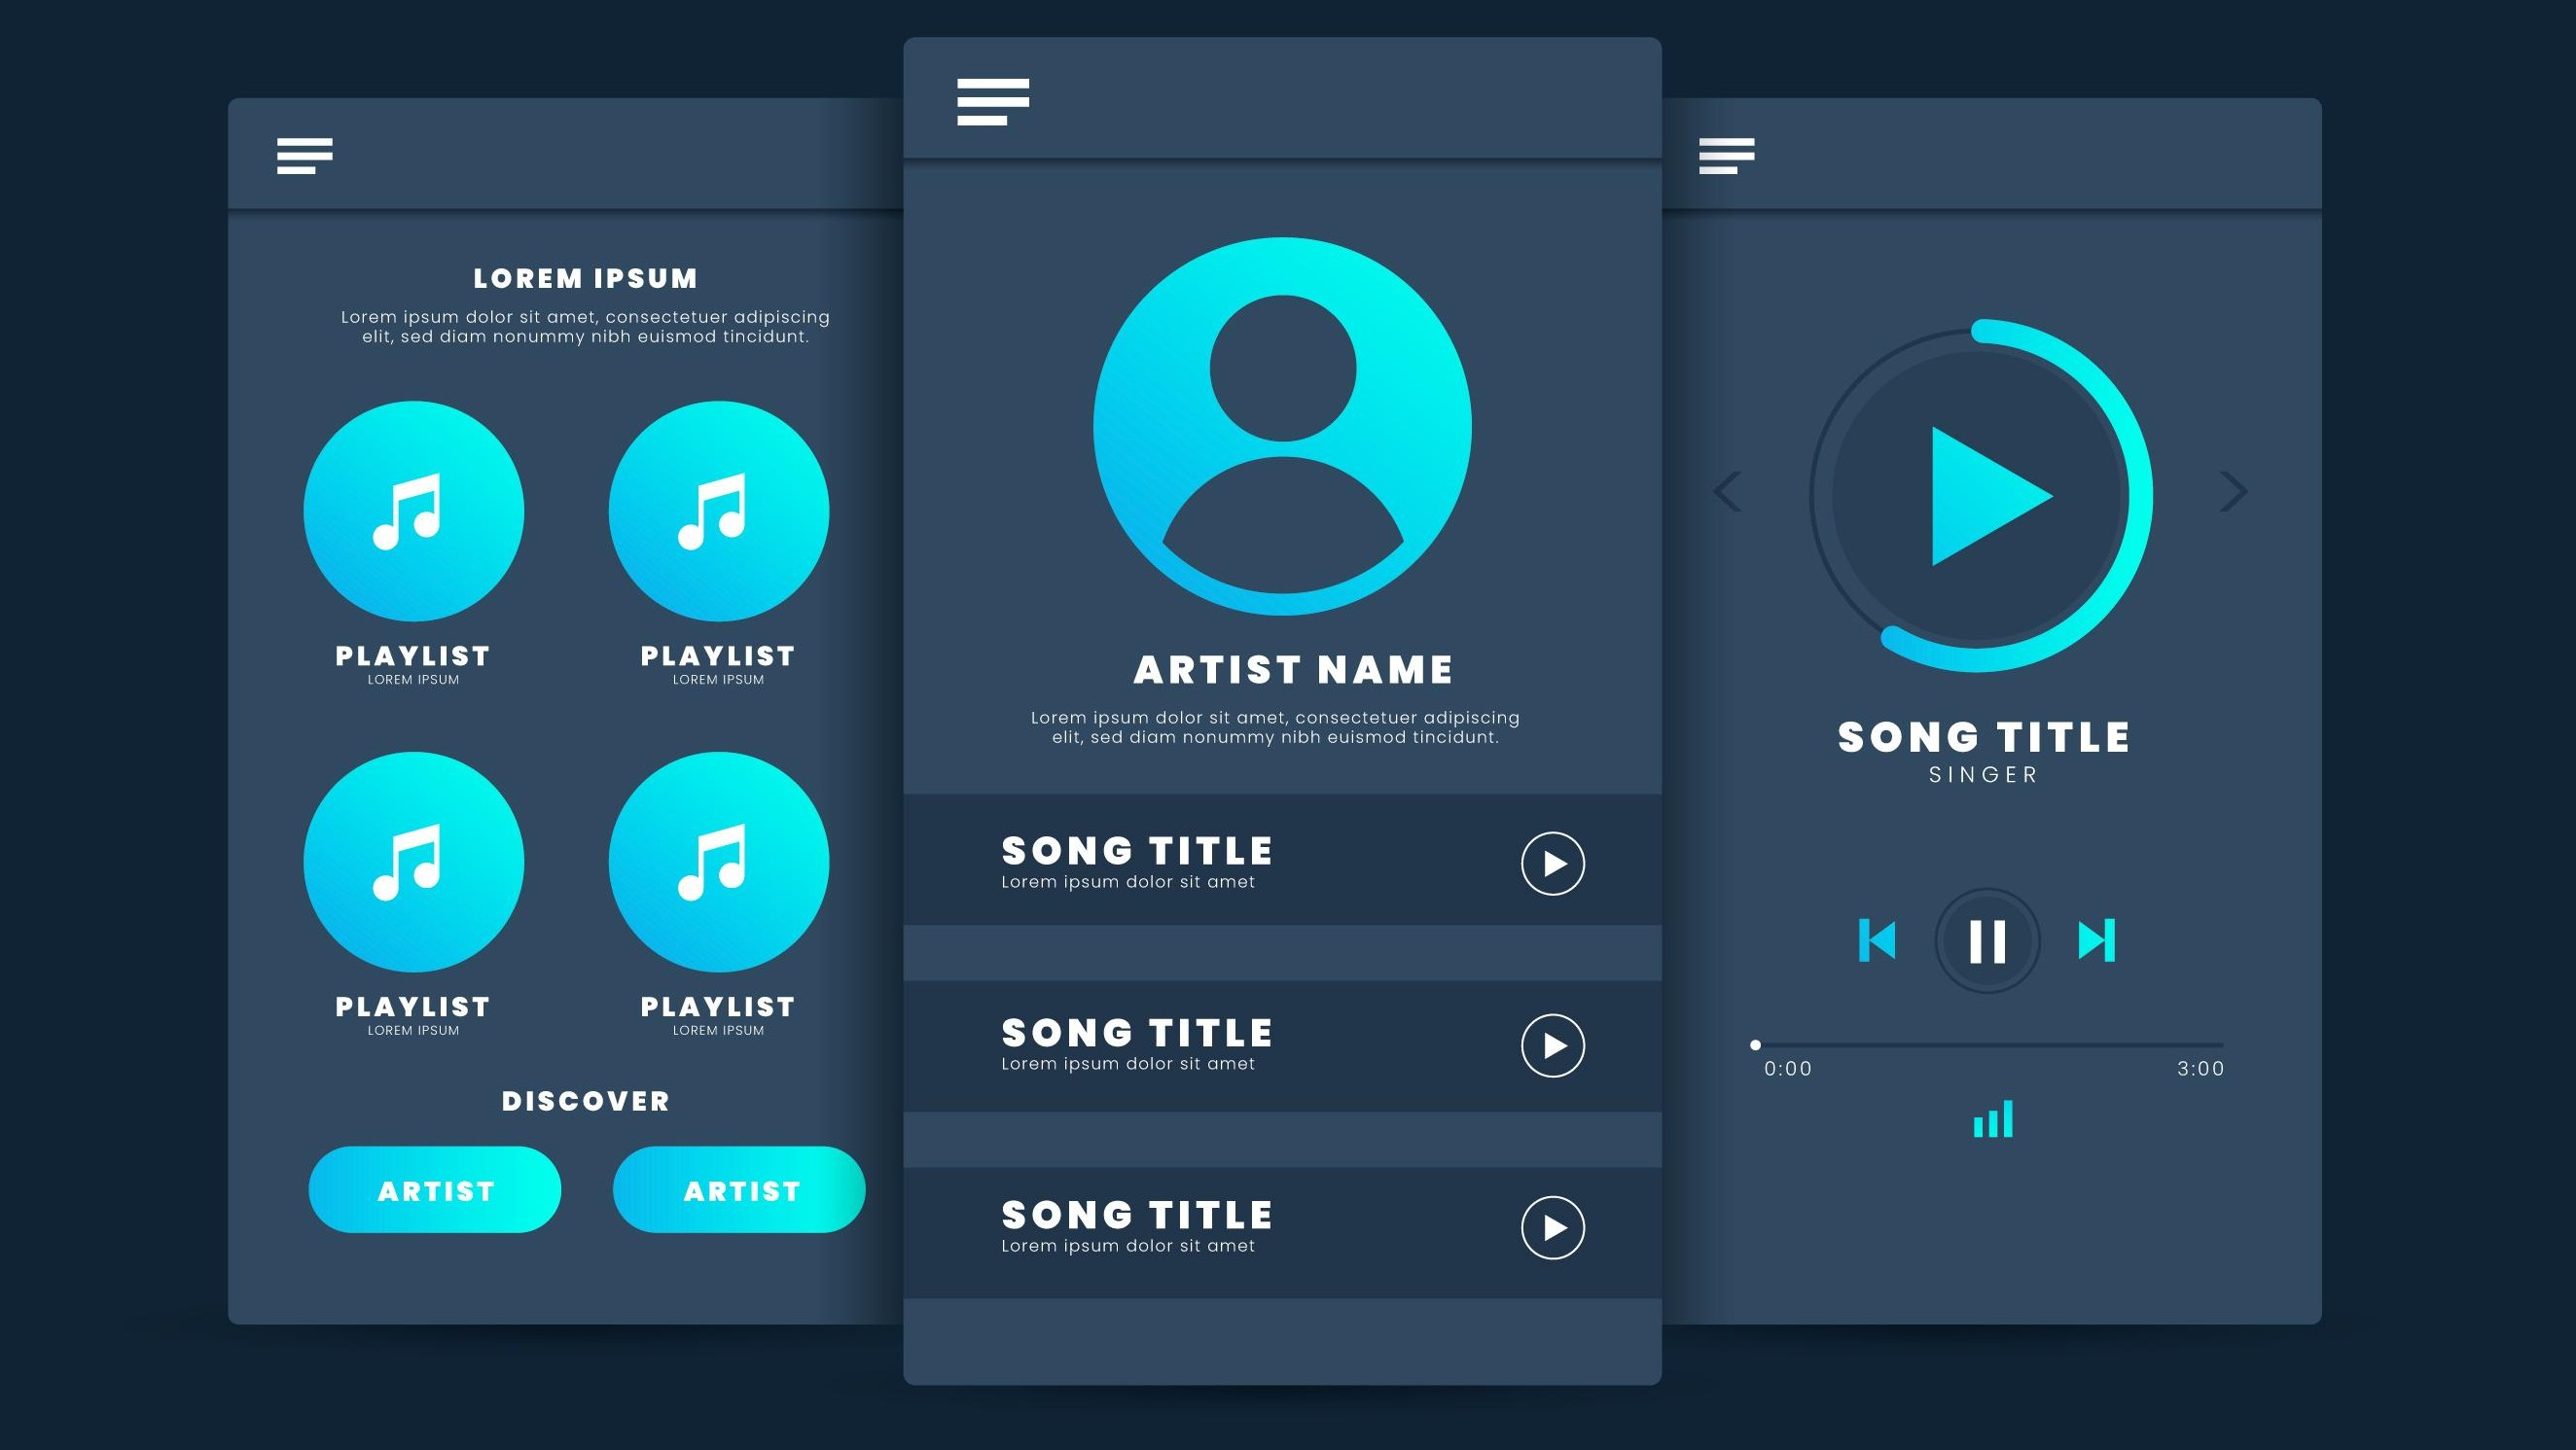 LOREM IPSUM
Lorem ipsum dolor sit amet, consectetuer adipiscing
elit, sed diam nonummy nibh euismod tincidunt.
PLAYLIST
LOREM IPSUM
PLAYLIST
LOREM IPSUM
PLAYLIST
LOREM IPSUM
PLAYLIST
LOREM IPSUM
DISCOVER
ARTIST
ARTIST
ARTIST NAME
Lorem ipsum dolor sit amet, consectetuer adipiscing
elit, sed diam nonummy nibh euismod tincidunt.
SONG TITLE
Lorem ipsum dolor sit amet
SONG TITLE
Lorem ipsum dolor sit amet
SONG TITLE
Lorem ipsum dolor sit amet
SONG TITLE
SINGER
0:00
3:00